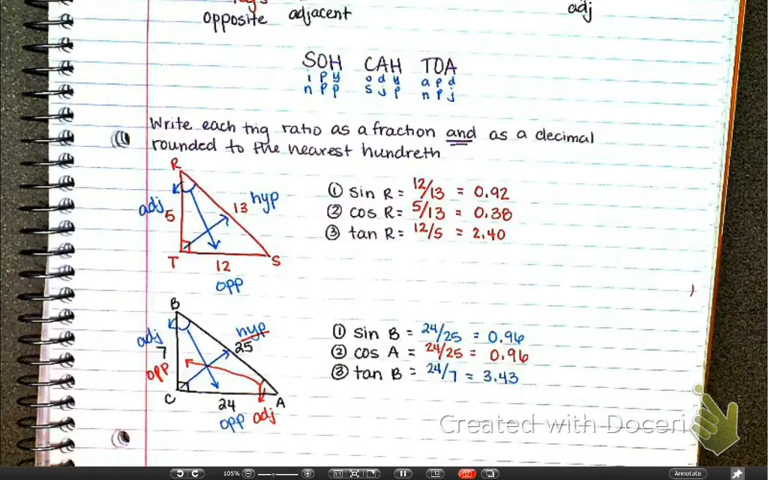 opposite adjacent
adj
SOH CAH TOA
i p y o d y a p d
n p p s j p n p j
Write each trig ratio as a fraction and as a decimal
rounded to the nearest hundredth
R
adj
5
13 hyp
T 12 S
opp
① sin R = 12/13 = 0.92
② cos R = 5/13 = 0.38
③ tan R = 12/5 = 2.40
B
adj
7
opp
hyp
25
C 24 A
opp adj
① sin B = 24/25 = 0.96
② cos A = 24/25 = 0.96
③ tan B = 24/7 = 3.43
Created with Doceri
105%
Annotate